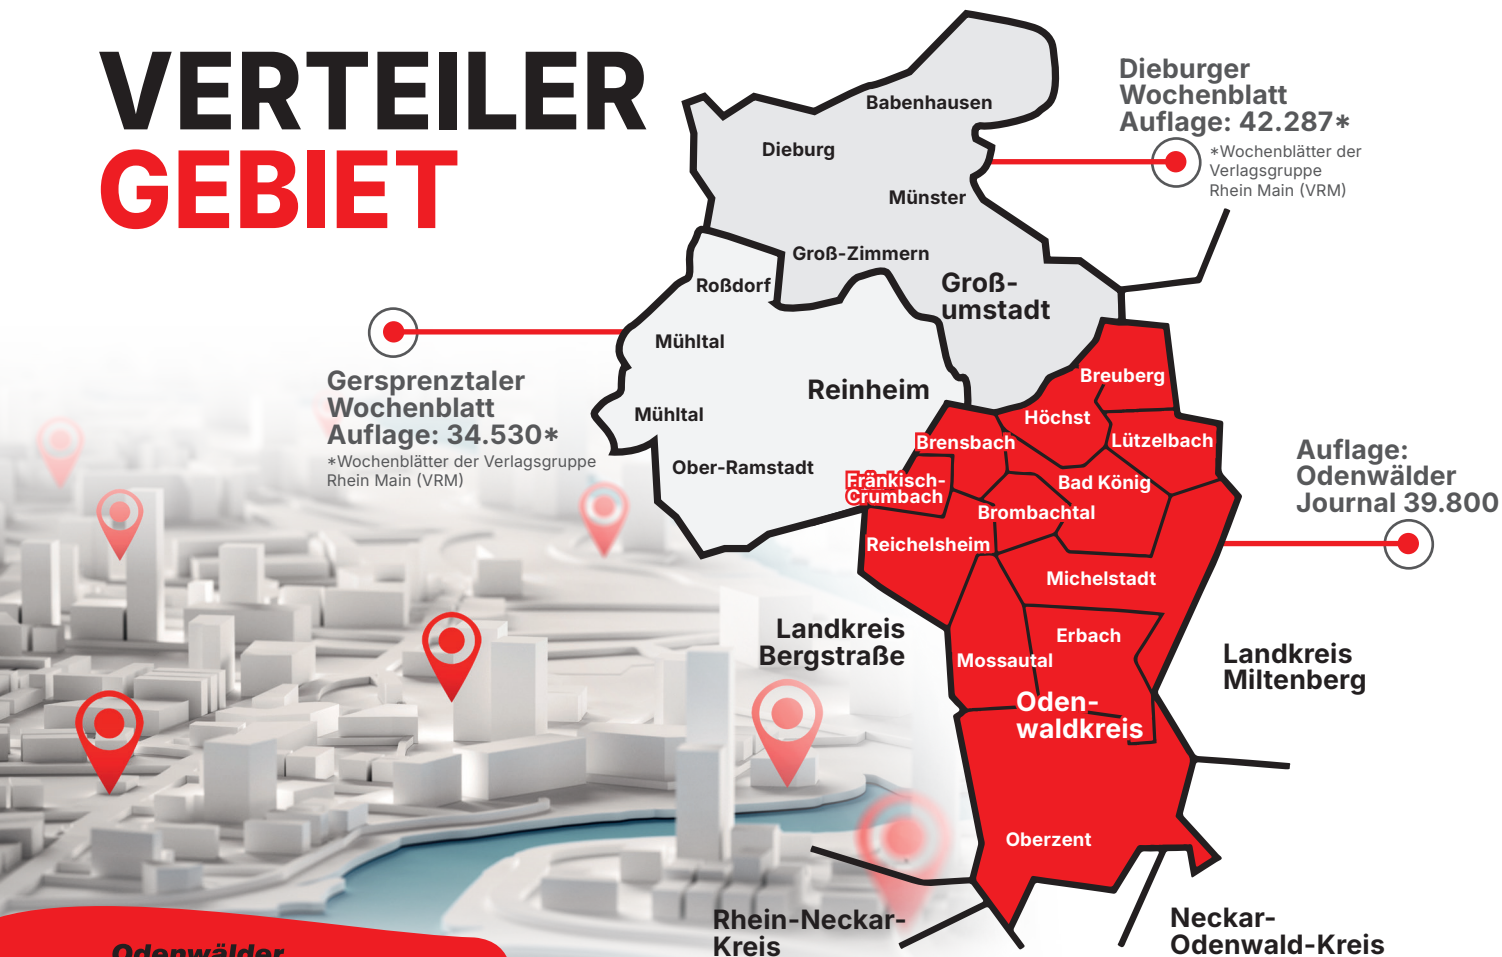 VERTEILER
GEBIET
Dieburger
Wochenblatt
Auflage: 42.287*
*Wochenblätter der
Verlagsgruppe
Rhein Main (VRM)
Babenhausen
Dieburg
Münster
Groß-Zimmern
Groß-
umstadt
Roßdorf
Mühltal
Reinheim
Mühltal
Ober-Ramstadt
Gersprenztaler
Wochenblatt
Auflage: 34.530*
*Wochenblätter der Verlagsgruppe
Rhein Main (VRM)
Breuberg
Höchst
Lützelbach
Brensbach
Fränkisch-
Crumbach
Bad König
Brombachtal
Reichelsheim
Michelstadt
Erbach
Mossautal
Oden-
waldkreis
Oberzent
Auflage:
Odenwälder
Journal 39.800
Landkreis
Bergstraße
Landkreis
Miltenberg
Rhein-Neckar-
Kreis
Neckar-
Odenwald-Kreis
Odenwälder